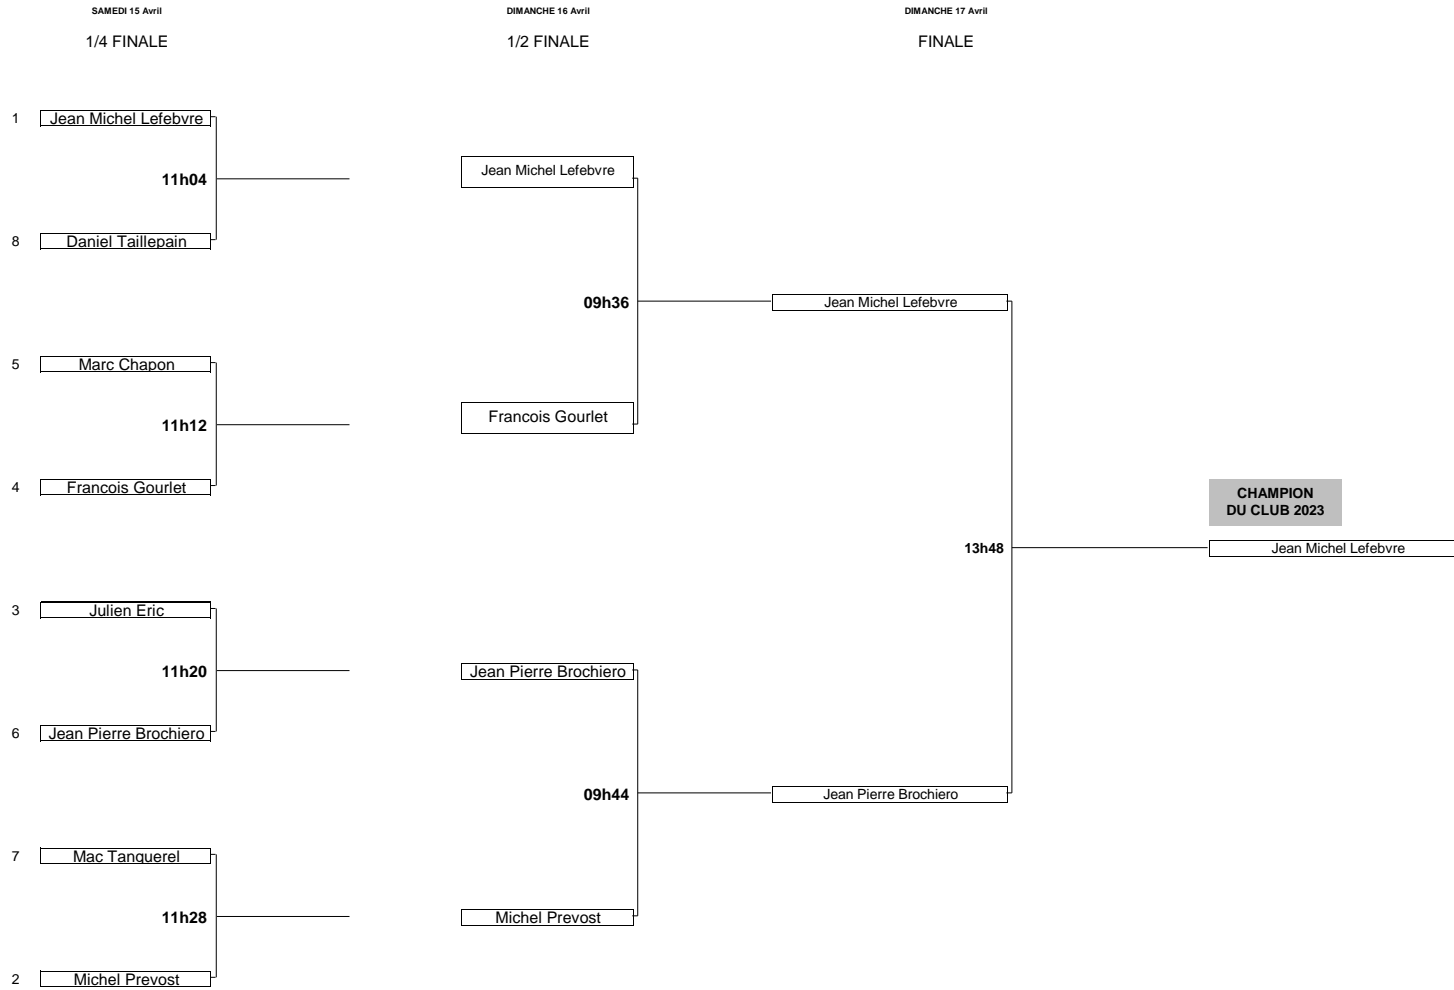 SAMEDI 15 Avril
DIMANCHE 16 Avril
DIMANCHE 17 Avril
1/4 FINALE
1/2 FINALE
FINALE
1
Jean Michel Lefebvre
11h04
8
Daniel Taillepain
5
Marc Chapon
11h12
4
Francois Gourlet
3
Julien Eric
11h20
6
Jean Pierre Brochiero
7
Mac Tanquerel
11h28
2
Michel Prevost
Jean Michel Lefebvre
09h36
Francois Gourlet
Jean Pierre Brochiero
09h44
Michel Prevost
Jean Michel Lefebvre
13h48
Jean Pierre Brochiero
CHAMPION
DU CLUB 2023
Jean Michel Lefebvre